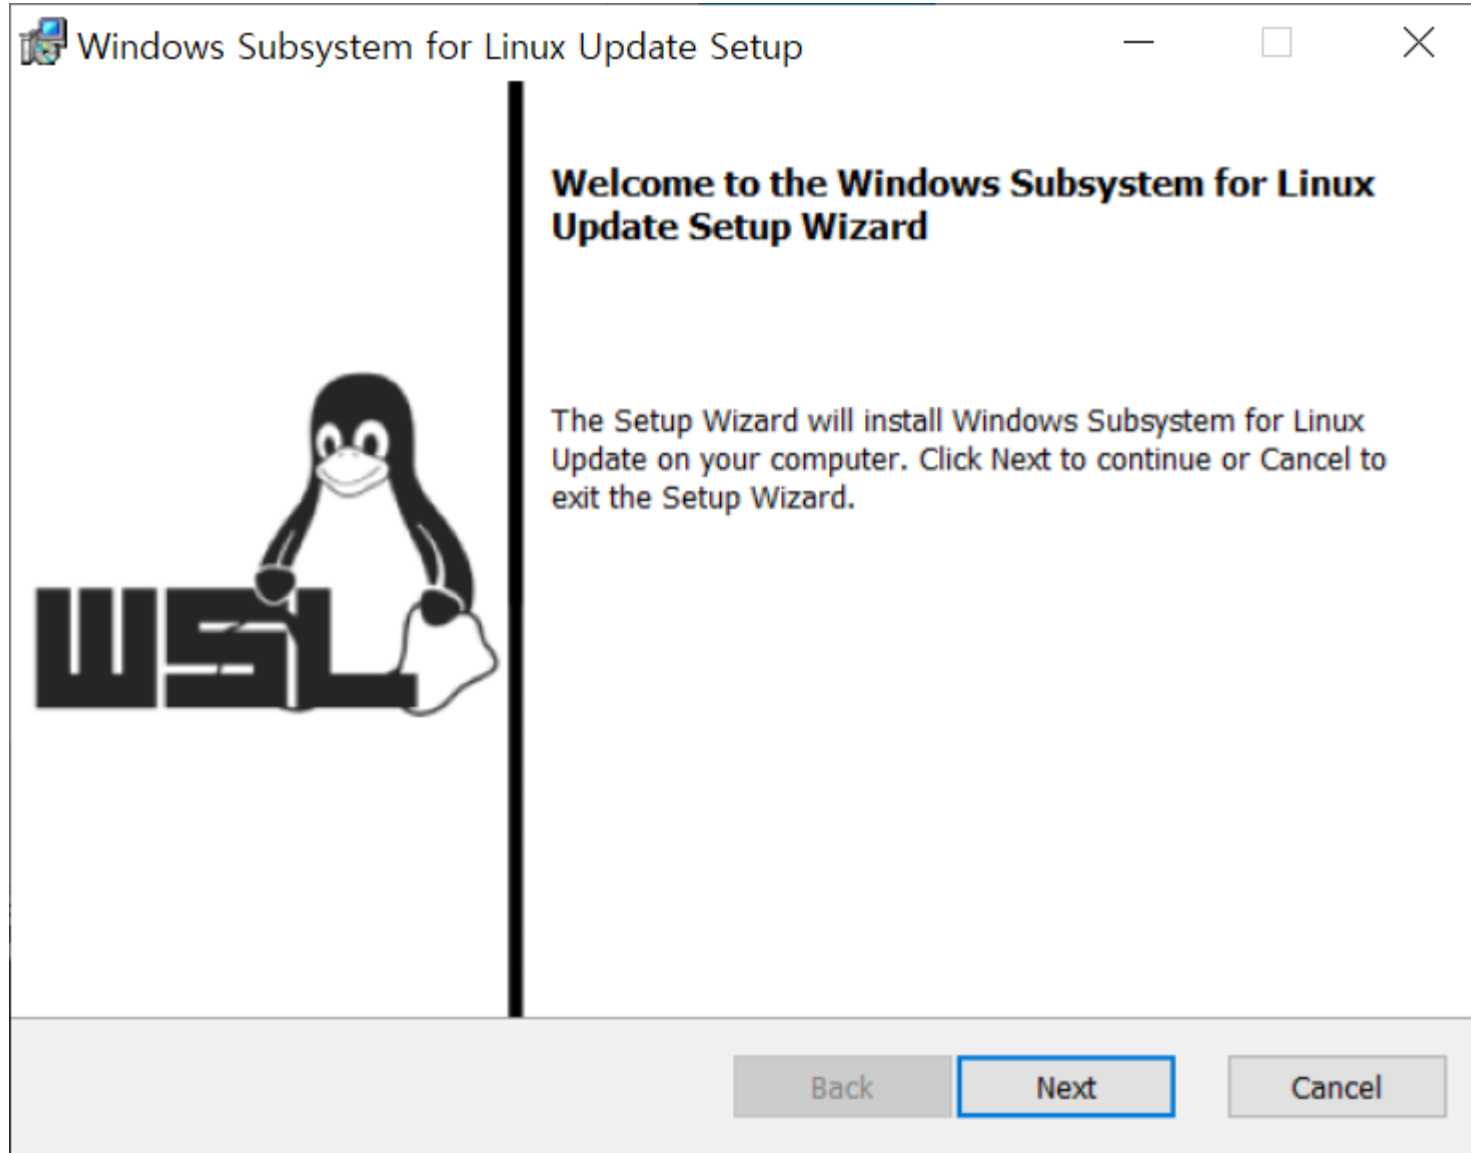 Windows Subsystem for Linux Update Setup
Welcome to the Windows Subsystem for Linux
Update Setup Wizard
The Setup Wizard will install Windows Subsystem for Linux
Update on your computer. Click Next to continue or Cancel to
exit the Setup Wizard.
WSL
Back Next Cancel